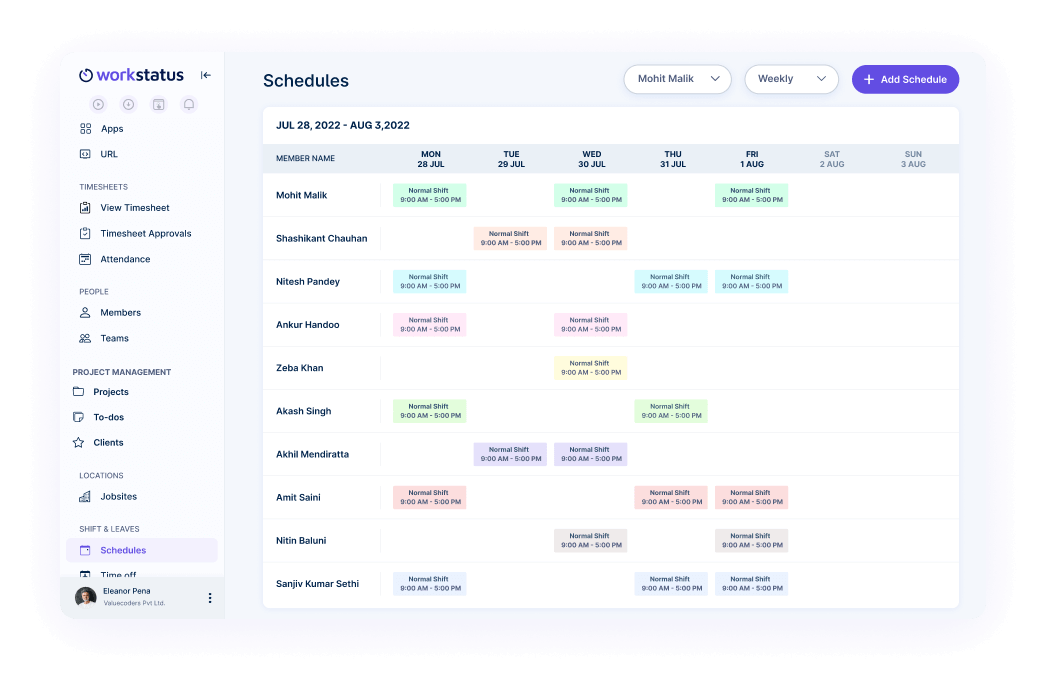 workstatus
Apps
URL
TIMESHEETS
View Timesheet
Timesheet Approvals
Attendance
PEOPLE
Members
Teams
PROJECT MANAGEMENT
Projects
To-dos
Clients
LOCATIONS
Jobsites
SHIFT & LEAVES
Schedules
Time off
Eleanor Pena
Valuecoders Pvt Ltd.
Schedules
Mohit Malik
Weekly
Add Schedule
JUL 28, 2022 - AUG 3,2022
MEMBER NAME
MON
28 JUL
TUE
29 JUL
WED
30 JUL
THU
31 JUL
FRI
1 AUG
SAT
2 AUG
SUN
3 AUG
Mohit Malik
Normal Shift
9:00 AM - 5:00 PM
Normal Shift
9:00 AM - 5:00 PM
Normal Shift
9:00 AM - 5:00 PM
Shashikant Chauhan
Normal Shift
9:00 AM - 5:00 PM
Normal Shift
9:00 AM - 5:00 PM
Nitesh Pandey
Normal Shift
9:00 AM - 5:00 PM
Normal Shift
9:00 AM - 5:00 PM
Normal Shift
9:00 AM - 5:00 PM
Ankur Handoo
Normal Shift
9:00 AM - 5:00 PM
Normal Shift
9:00 AM - 5:00 PM
Zeba Khan
Normal Shift
9:00 AM - 5:00 PM
Akash Singh
Normal Shift
9:00 AM - 5:00 PM
Normal Shift
9:00 AM - 5:00 PM
Akhil Mendiratta
Normal Shift
9:00 AM - 5:00 PM
Normal Shift
9:00 AM - 5:00 PM
Amit Saini
Normal Shift
9:00 AM - 5:00 PM
Normal Shift
9:00 AM - 5:00 PM
Normal Shift
9:00 AM - 5:00 PM
Nitin Baluni
Normal Shift
9:00 AM - 5:00 PM
Normal Shift
9:00 AM - 5:00 PM
Sanjiv Kumar Sethi
Normal Shift
9:00 AM - 5:00 PM
Normal Shift
9:00 AM - 5:00 PM
Normal Shift
9:00 AM - 5:00 PM